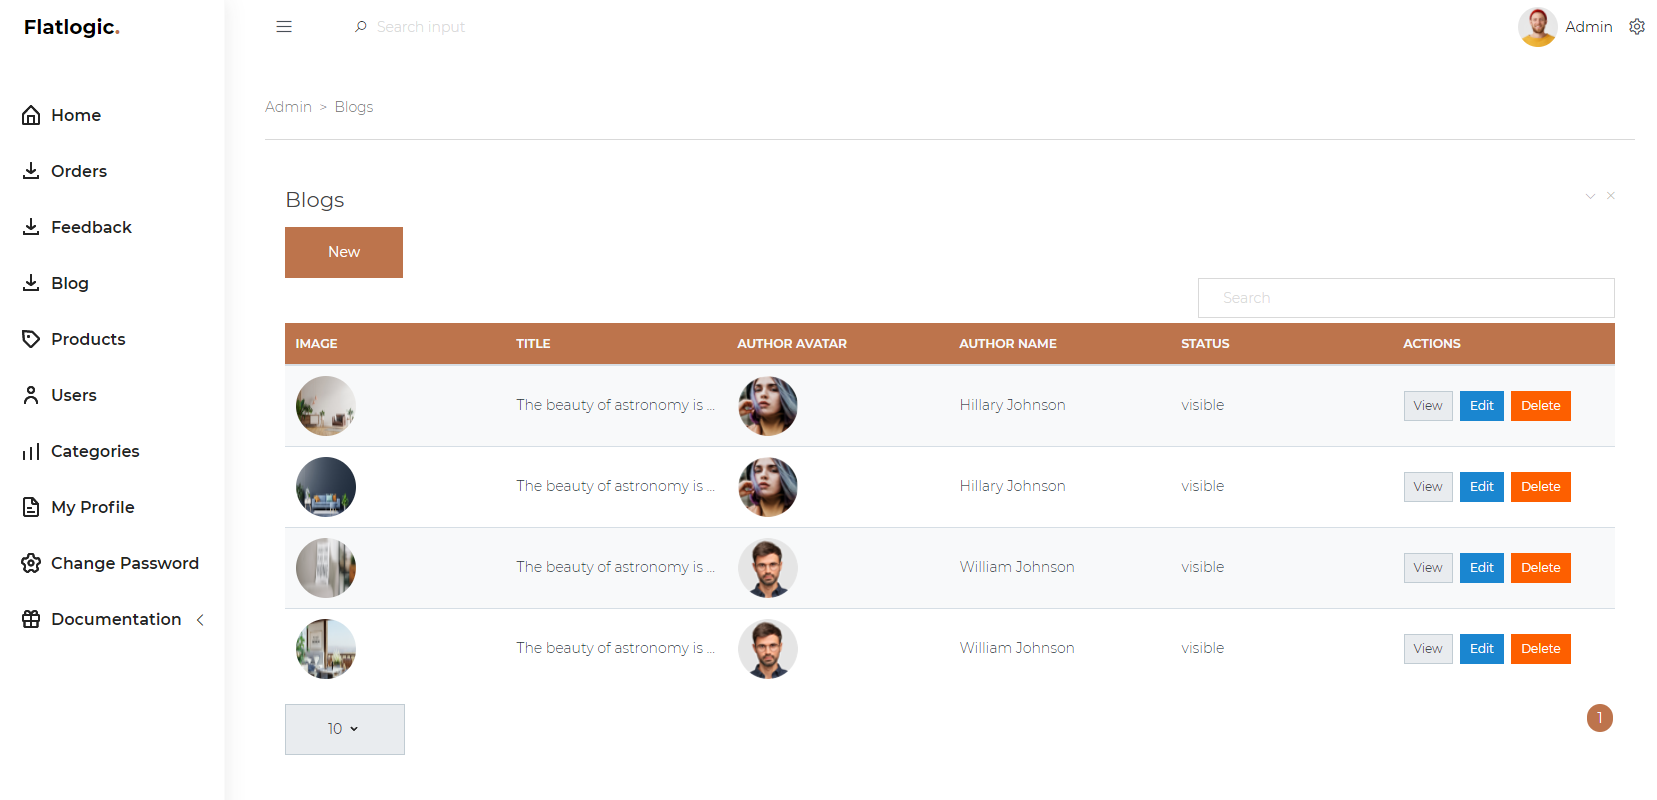 Flatlogic.
Search input
Admin
Home
Orders
Feedback
Blog
Products
Users
Categories
My Profile
Change Password
Documentation
Admin > Blogs
Blogs
New
Search
IMAGE TITLE AUTHOR AVATAR AUTHOR NAME STATUS ACTIONS
The beauty of astronomy is ... Hillary Johnson visible View Edit Delete
The beauty of astronomy is ... Hillary Johnson visible View Edit Delete
The beauty of astronomy is ... William Johnson visible View Edit Delete
The beauty of astronomy is ... William Johnson visible View Edit Delete
10
1